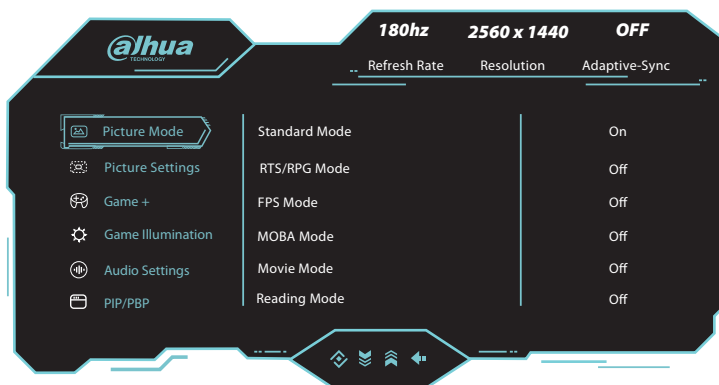 alhua
TECHNOLOGY
180hz 2560 x 1440 OFF
Refresh Rate Resolution Adaptive-Sync
Picture Mode Standard Mode On
Picture Settings RTS/RPG Mode Off
Game + FPS Mode Off
Game Illumination MOBA Mode Off
Audio Settings Movie Mode Off
PIP/PBP Reading Mode Off